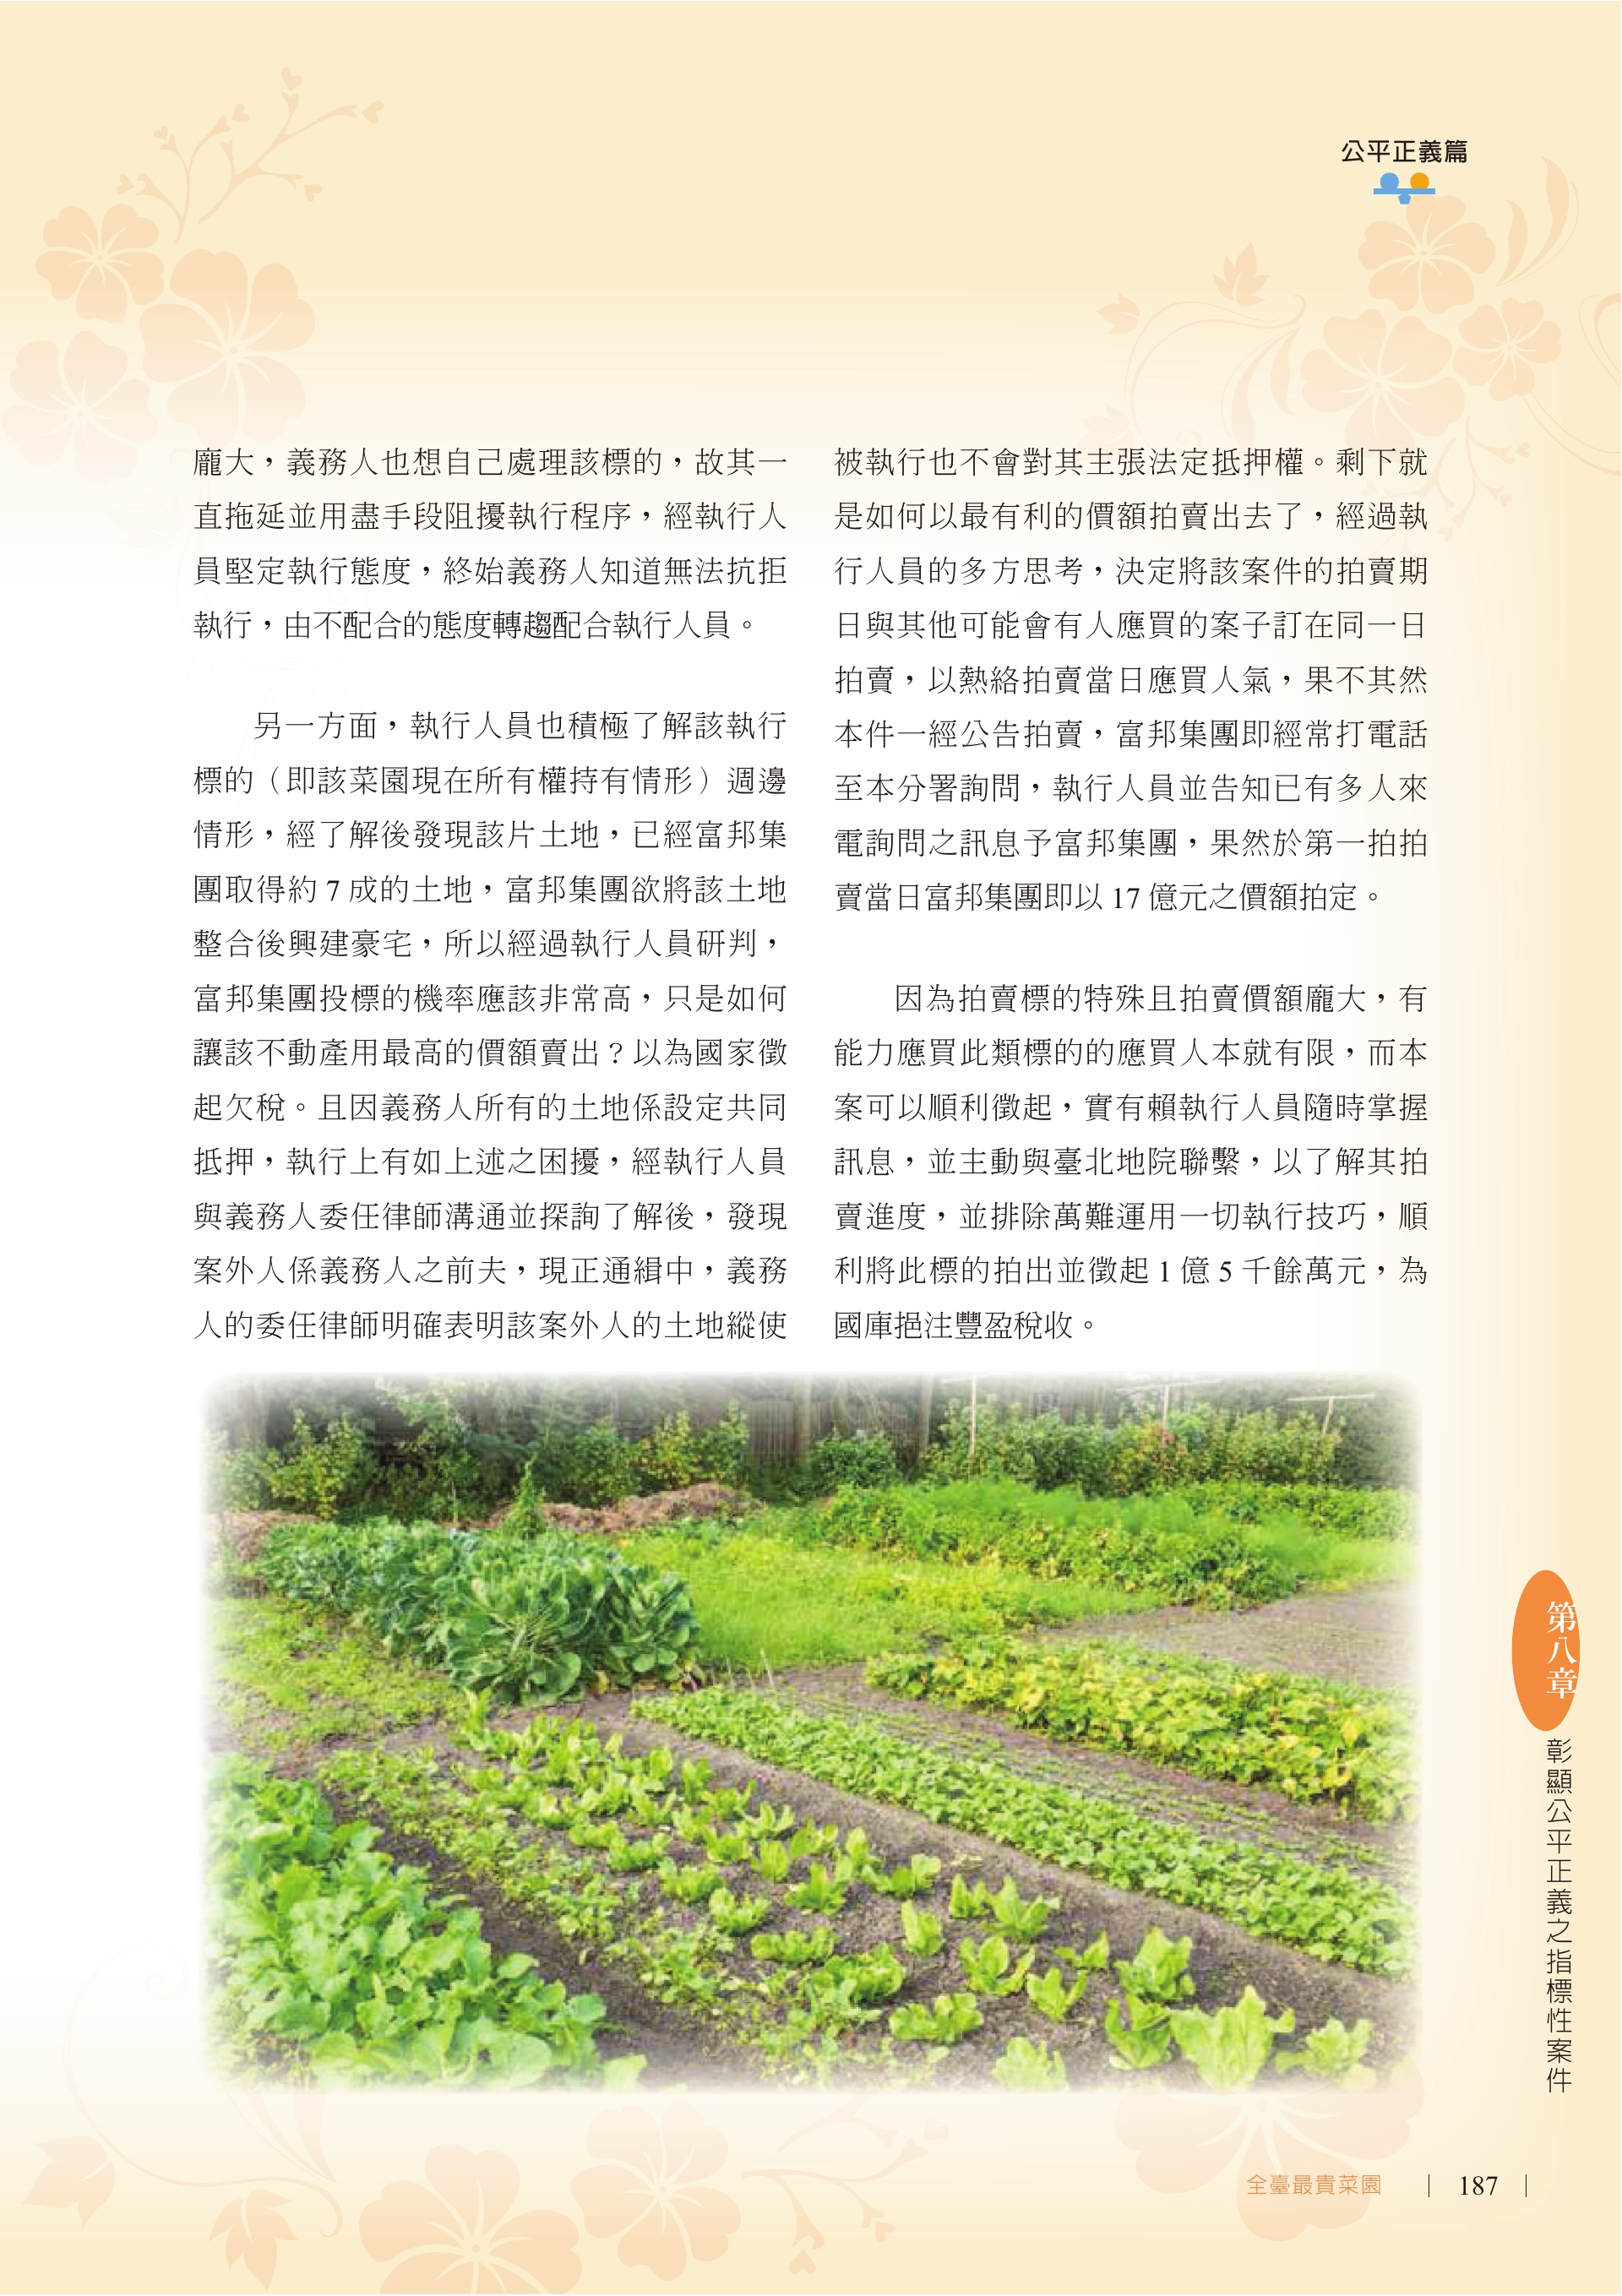 公平正義篇
龐大，義務人也想自己處理該標的，故其一
直拖延並用盡手段阻擾執行程序，經執行人
員堅定執行態度，終始義務人知道無法抗拒
執行，由不配合的態度轉趨配合執行人員。
另一方面，執行人員也積極了解該執行
標的（即該菜園現在所有權持有情形）週邊
情形，經了解後發現該片土地，已經富邦集
團取得約 7 成的土地，富邦集團欲將該土地
整合後興建豪宅，所以經過執行人員研判，
富邦集團投標的機率應該非常高，只是如何
讓該不動產用最高的價額賣出？以為國家徵
起欠稅。且因義務人所有的土地係設定共同
抵押，執行上有如上述之困擾，經執行人員
與義務人委任律師溝通並探詢了解後，發現
案外人係義務人之前夫，現正通緝中，義務
人的委任律師明確表明該案外人的土地縱使
被執行也不會對其主張法定抵押權。剩下就
是如何以最有利的價額拍賣出去了，經過執
行人員的多方思考，決定將該案件的拍賣期
日與其他可能會有人應買的案子訂在同一日
拍賣，以熱絡拍賣當日應買人氣，果不其然
本件一經公告拍賣，富邦集團即經常打電話
至本分署詢問，執行人員並告知已有多人來
電詢問之訊息予富邦集團，果然於第一拍拍
賣當日富邦集團即以 17 億元之價額拍定。
因為拍賣標的特殊且拍賣價額龐大，有
能力應買此類標的的應買人本就有限，而本
案可以順利徵起，實有賴執行人員隨時掌握
訊息，並主動與臺北地院聯繫，以了解其拍
賣進度，並排除萬難運用一切執行技巧，順
利將此標的拍出並徵起 1 億 5 千餘萬元，為
國庫挹注豐盈稅收。
第八章
彰顯公平正義之指標性案件
全臺最貴菜園
187